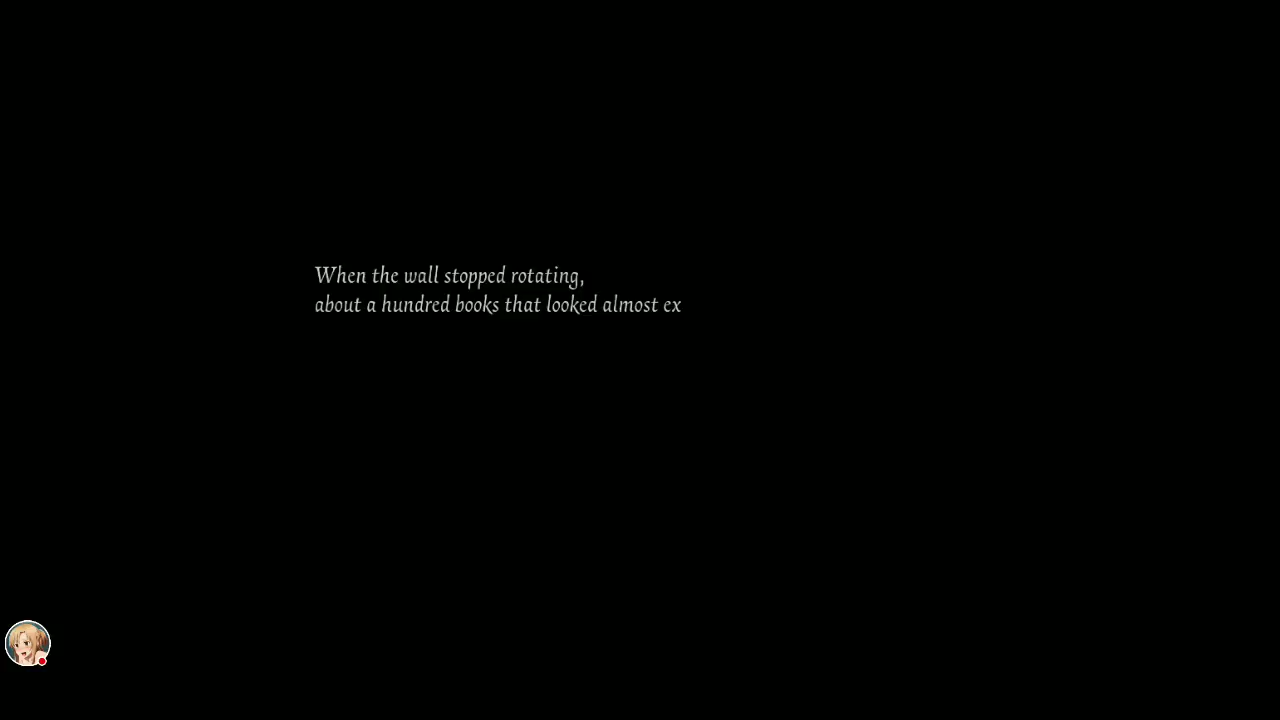 When the wall stopped rotating,
about a hundred books that looked almost ex